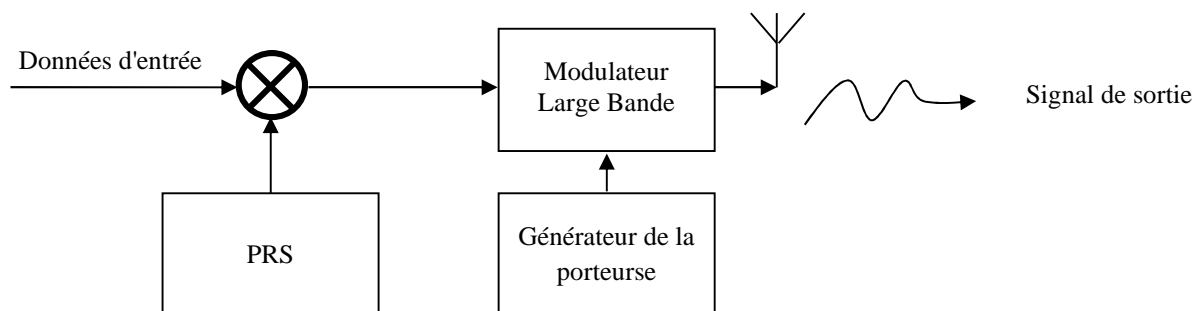 Données d'entrée
Modulateur
Large Bande
Signal de sortie
PRS
Générateur de la
porteurse